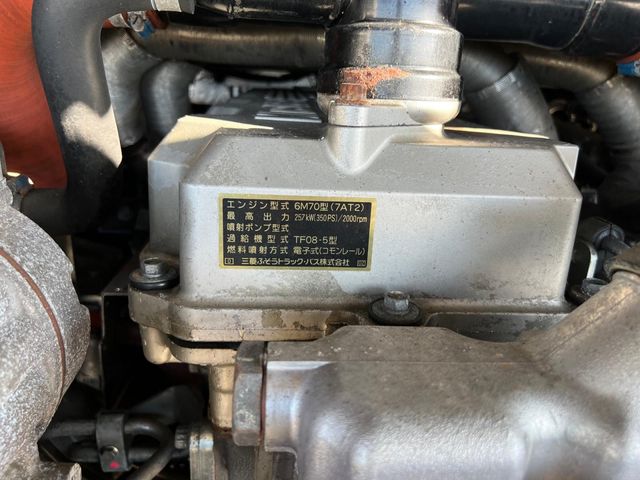 エンジン型式 6M70型(7AT2)
最高出力 257kW(350PS)/2000rpm
噴射ポンプ型式
過給機型式 TF08-5型
燃料噴射方式 電子式(コモンレール)
三菱ふそうトラック・バス株式会社